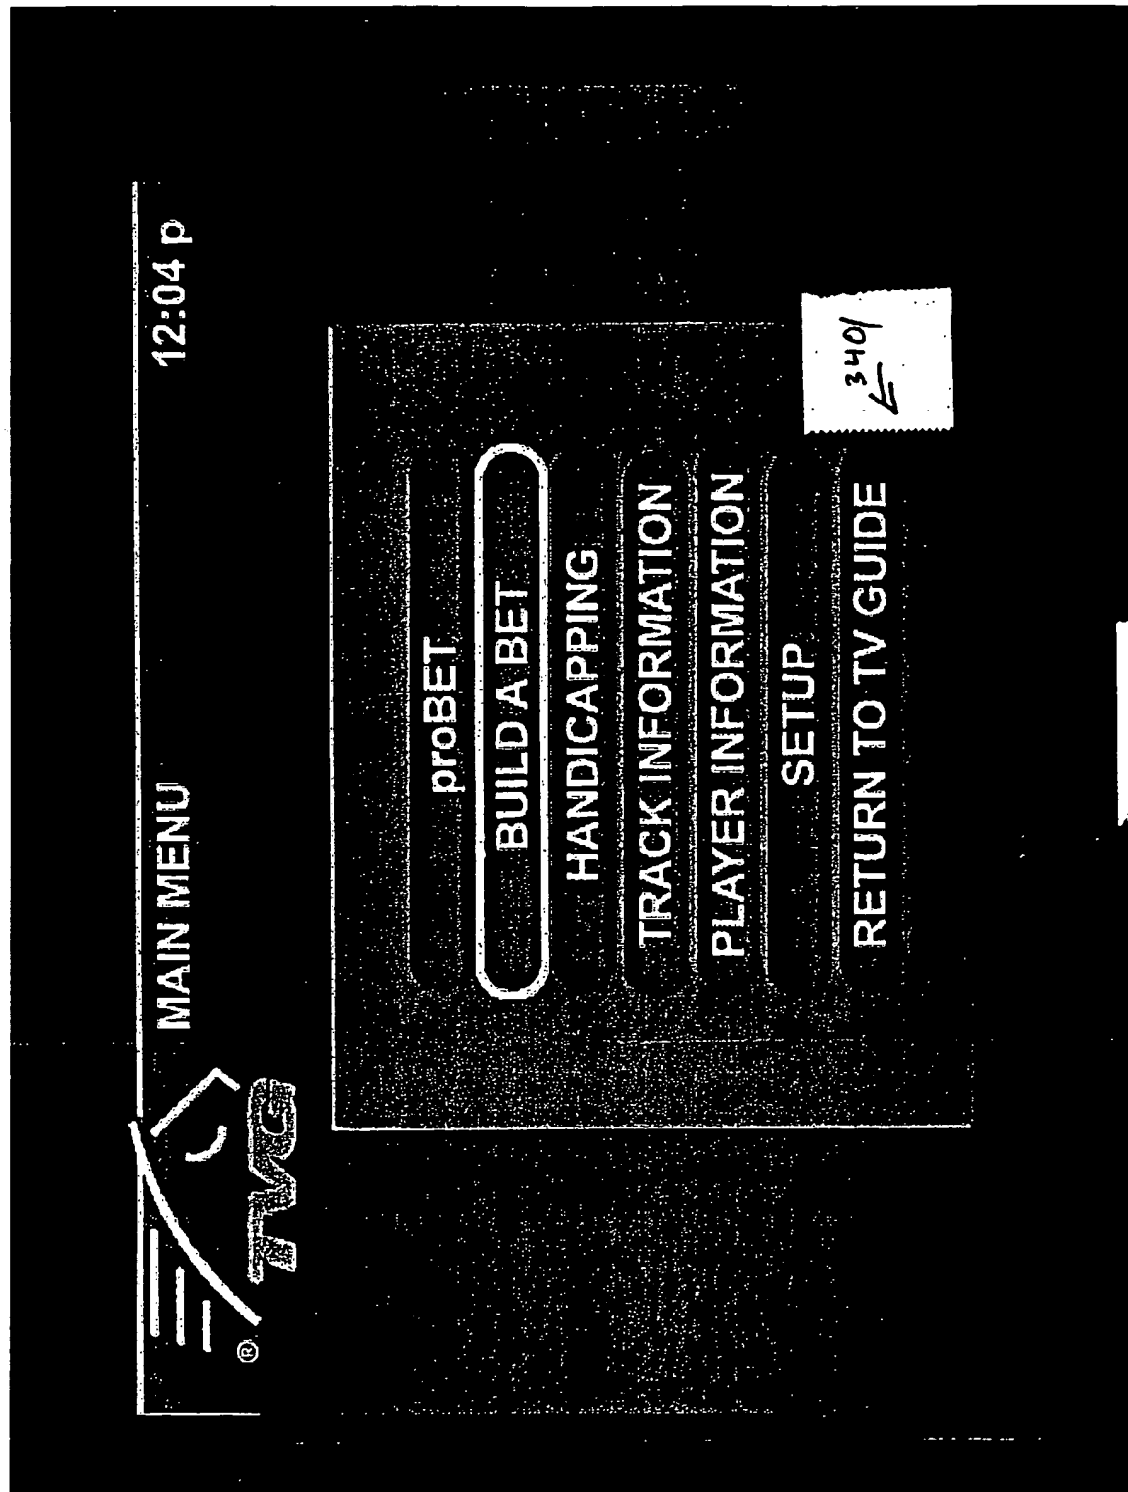 MAIN MENU
12:04 p
TVG
®
proBET
BUILD A BET
HANDICAPPING
TRACK INFORMATION
PLAYER INFORMATION
SETUP
RETURN TO TV GUIDE
3401